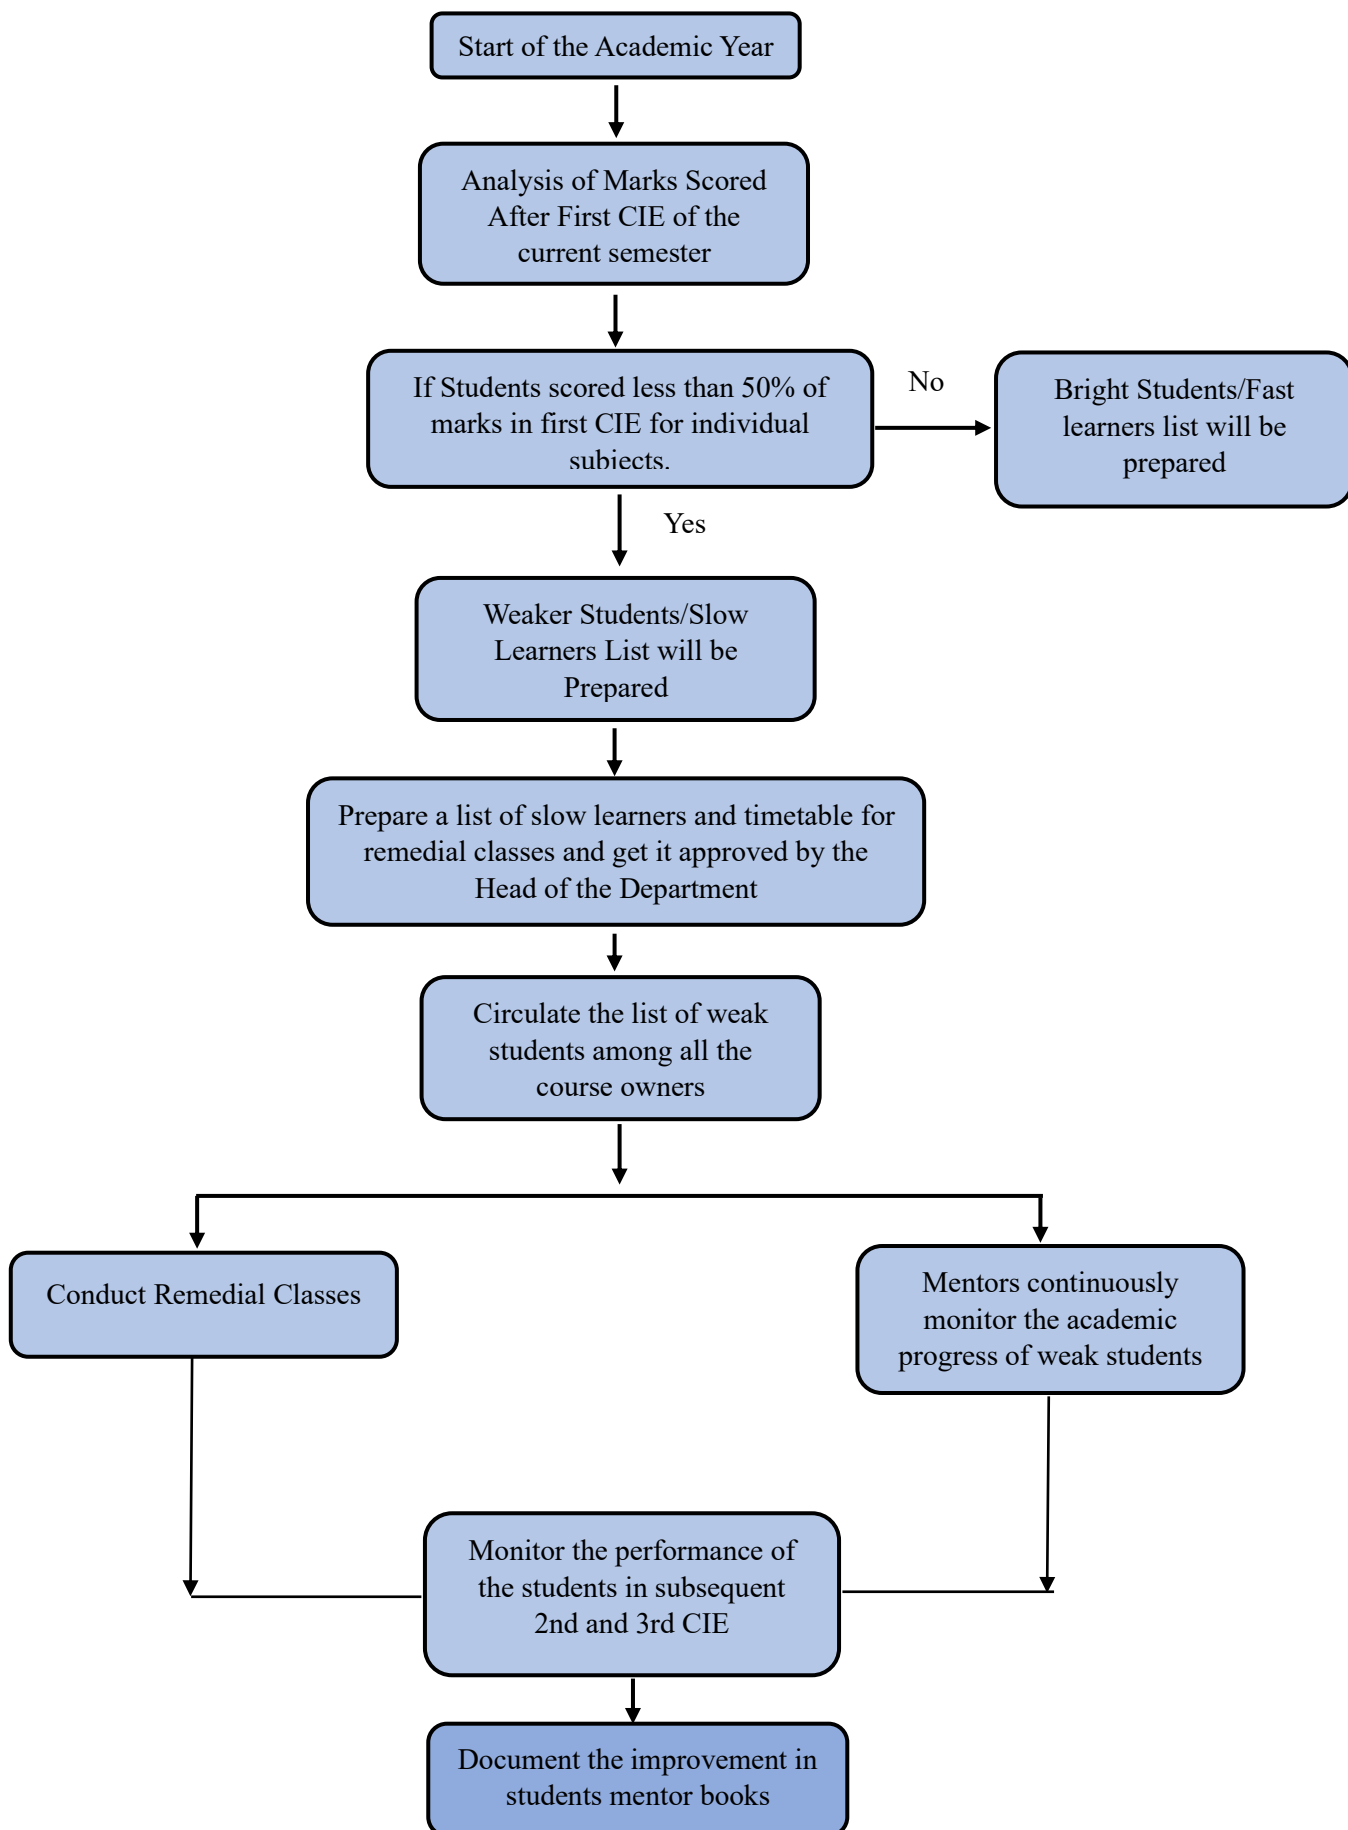 Start of the Academic Year
Analysis of Marks Scored
After First CIE of the
current semester
If Students scored less than 50% of
marks in first CIE for individual
subjects.
No
Bright Students/Fast
learners list will be
prepared
Yes
Weaker Students/Slow
Learners List will be
Prepared
Prepare a list of slow learners and timetable for
remedial classes and get it approved by the
Head of the Department
Circulate the list of weak
students among all the
course owners
Conduct Remedial Classes
Mentors continuously
monitor the academic
progress of weak students
Monitor the performance of
the students in subsequent
2nd and 3rd CIE
Document the improvement in
students mentor books